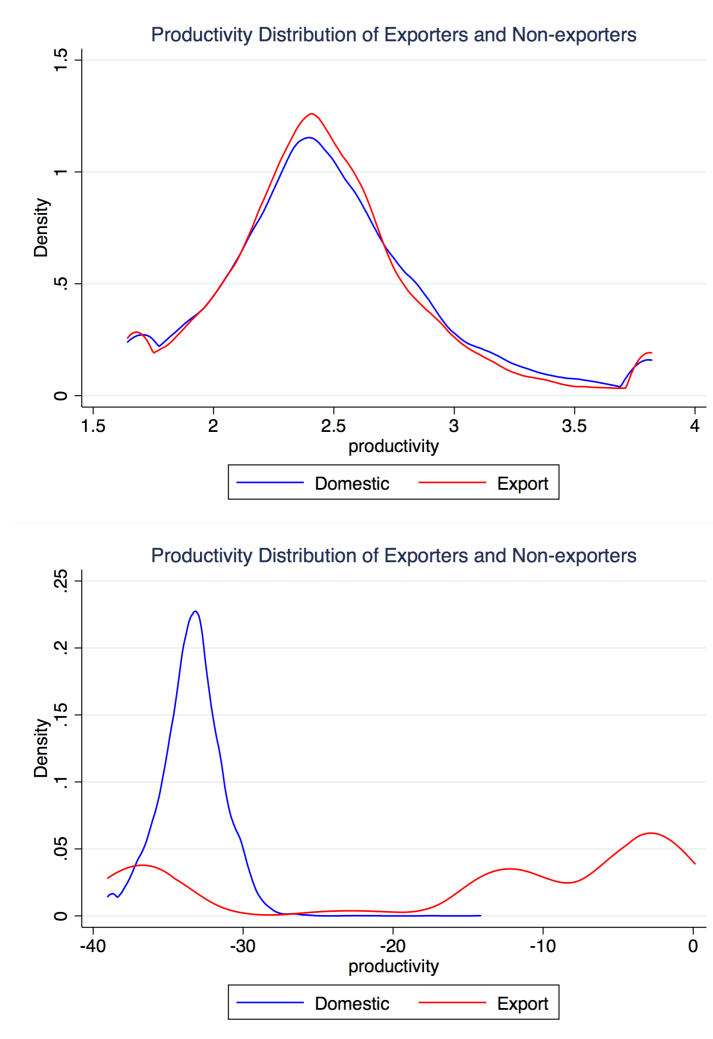 Productivity Distribution of Exporters and Non-exporters
1.5
1
.5
0
Density
1.5 2 2.5 3 3.5 4
productivity
Domestic Export
Productivity Distribution of Exporters and Non-exporters
.25
.2
.15
.1
.05
0
Density
-40 -30 -20 -10 0
productivity
Domestic Export